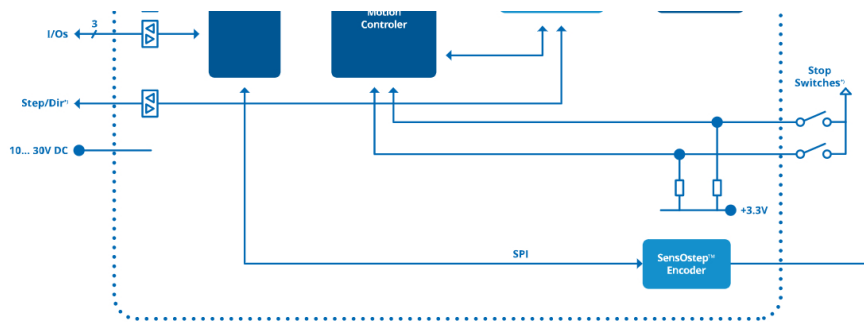 Motion
Controler
3
I/Os
Stop
Switches*)
Step/Dir*)
10... 30V DC
+3.3V
SPI
SensOstep™
Encoder